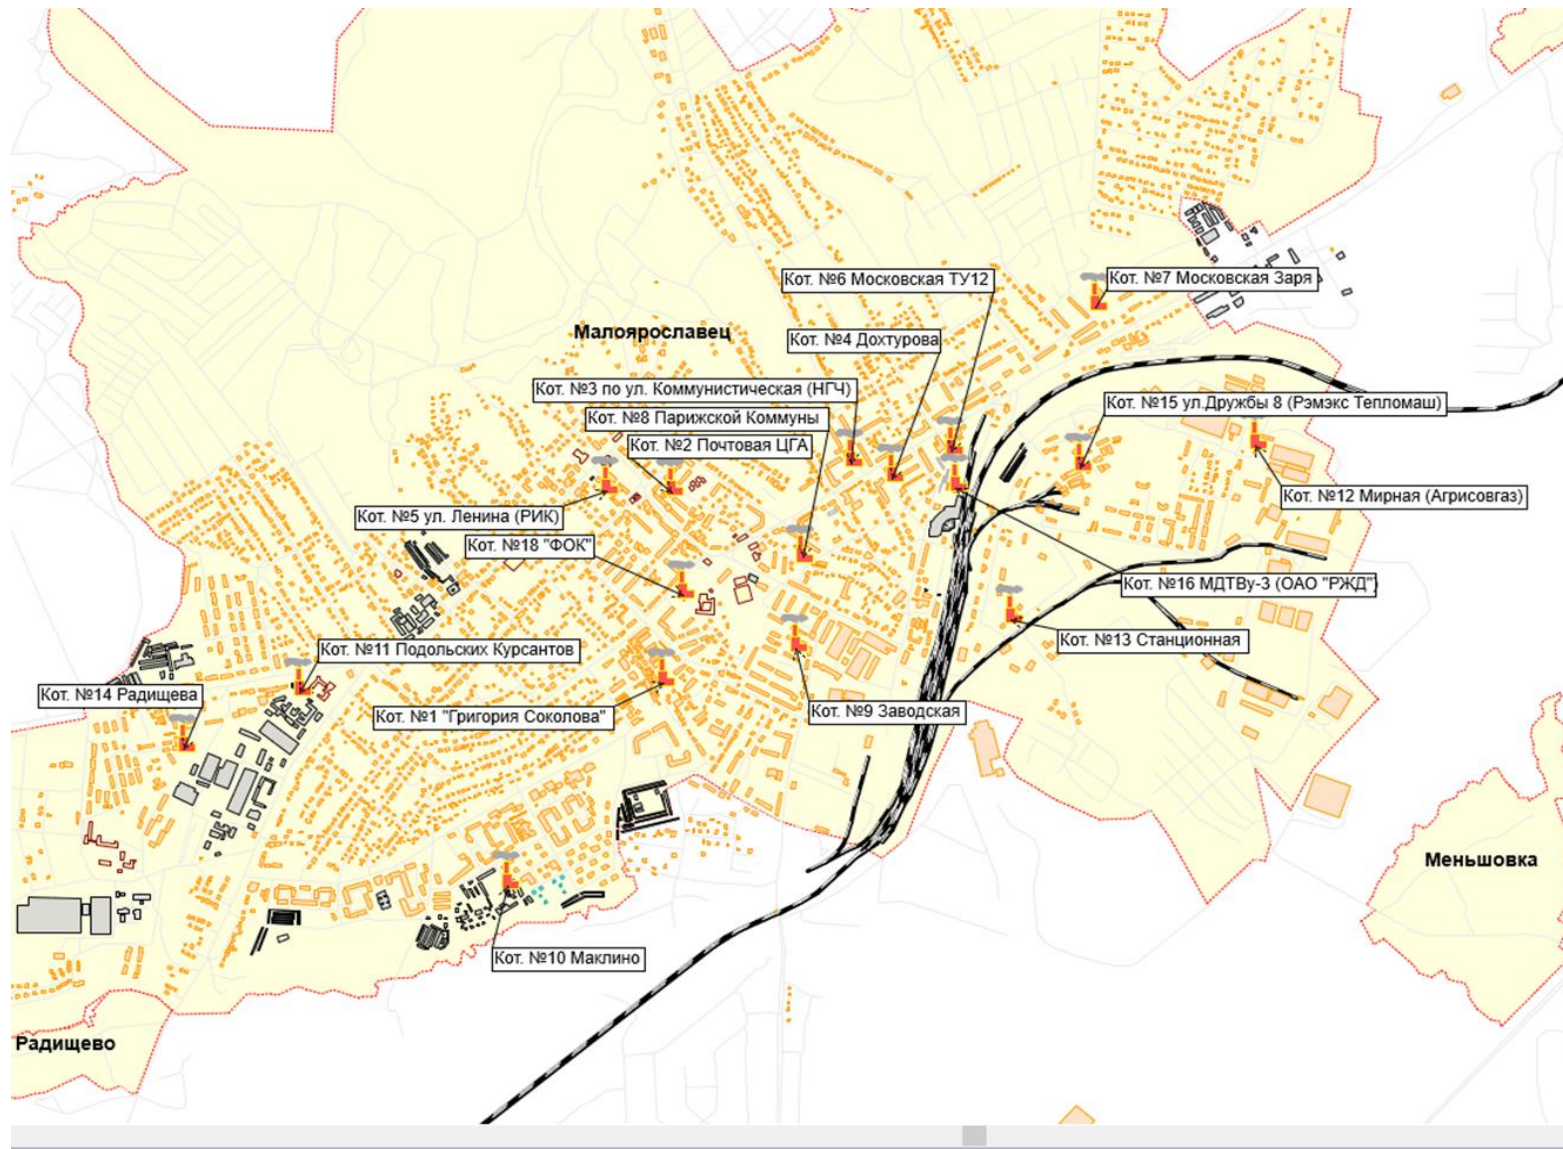 Кот. №6 Московская ТУ12
Кот. №7 Московская Заря
Малоярославец
Кот. №4 Дохтурова
Кот. №3 по ул. Коммунистическая (НГЧ)
Кот. №15 ул.Дружбы 8 (Рэмэкс Тепломаш)
Кот. №8 Парижской Коммуны
Кот. №2 Почтовая ЦГА
Кот. №12 Мирная (Агрисовгаз)
Кот. №5 ул. Ленина (РИК)
Кот. №18 "ФОК"
Кот. №16 МДТВу-3 (ОАО "РЖД")
Кот. №13 Станционная
Кот. №11 Подольских Курсантов
Кот. №14 Радищева
Кот. №1 "Григория Соколова"
Кот. №9 Заводская
Меньшовка
Кот. №10 Маклино
Радищево